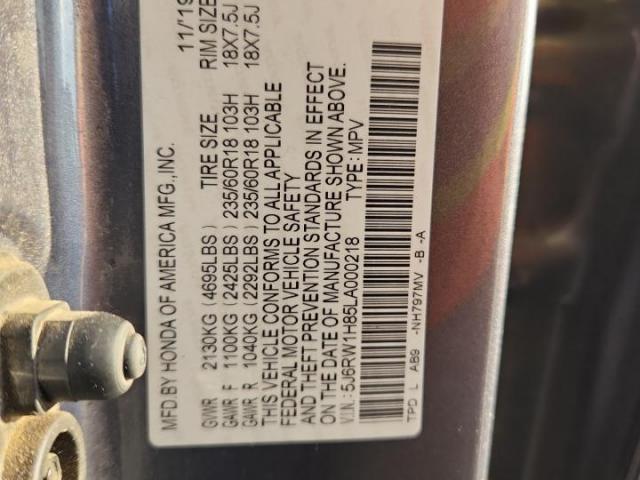 MFD.BY HONDA OF AMERICA MFG.,INC. 11/19
GVWR 2130KG (4695LBS) TIRE SIZE RIM SIZE
GAWR F 1100KG (2425LBS) 235/60R18 103H 18X7.5J
GAWR R 1040KG (2292LBS) 235/60R18 103H 18X7.5J
THIS VEHICLE CONFORMS TO ALL APPLICABLE
FEDERAL MOTOR VEHICLE SAFETY
AND THEFT PREVENTION STANDARDS IN EFFECT
ON THE DATE OF MANUFACTURE SHOWN ABOVE.
V.I.N.: 5J6RW1H85LA000218 TYPE: MPV
TPD L AB9 -NH797MV -B -A